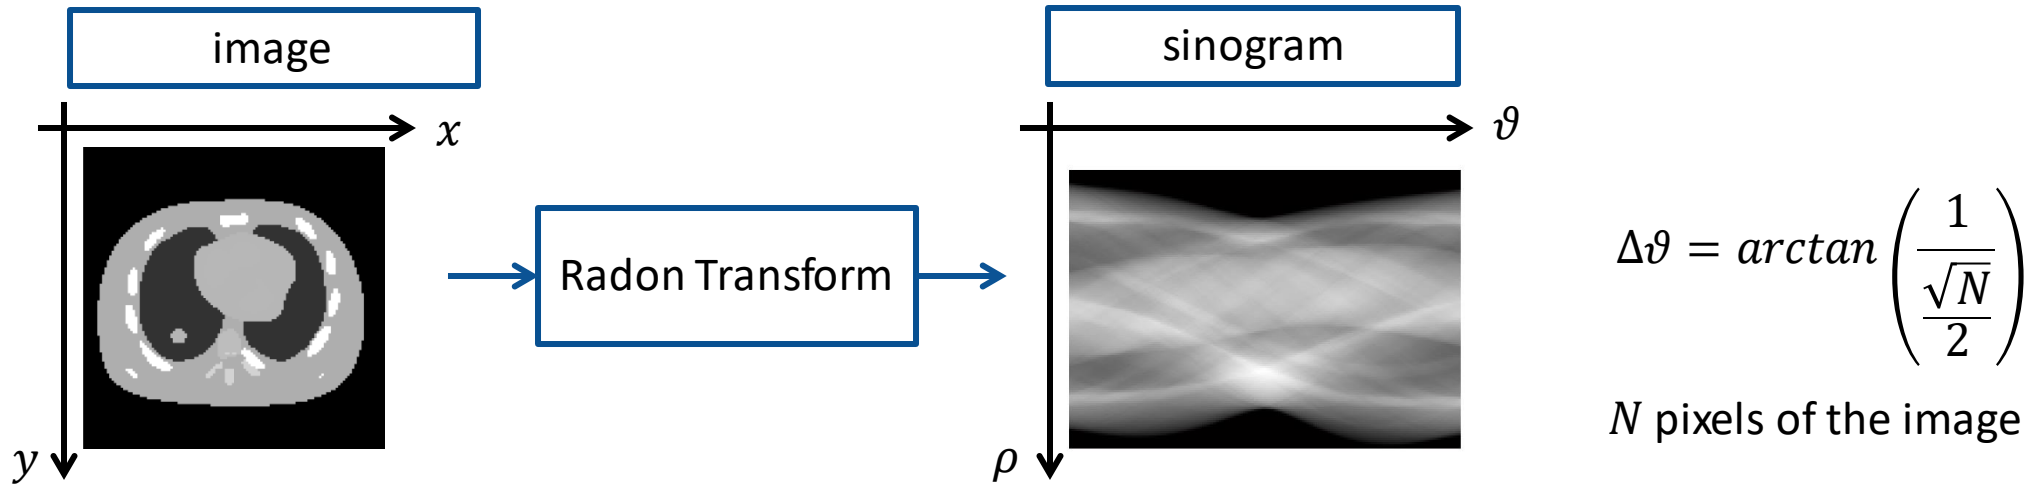 image
sinogram
x
y
Radon Transform
ϑ
ρ
Δϑ = arctan(1/(√N/2))
N pixels of the image